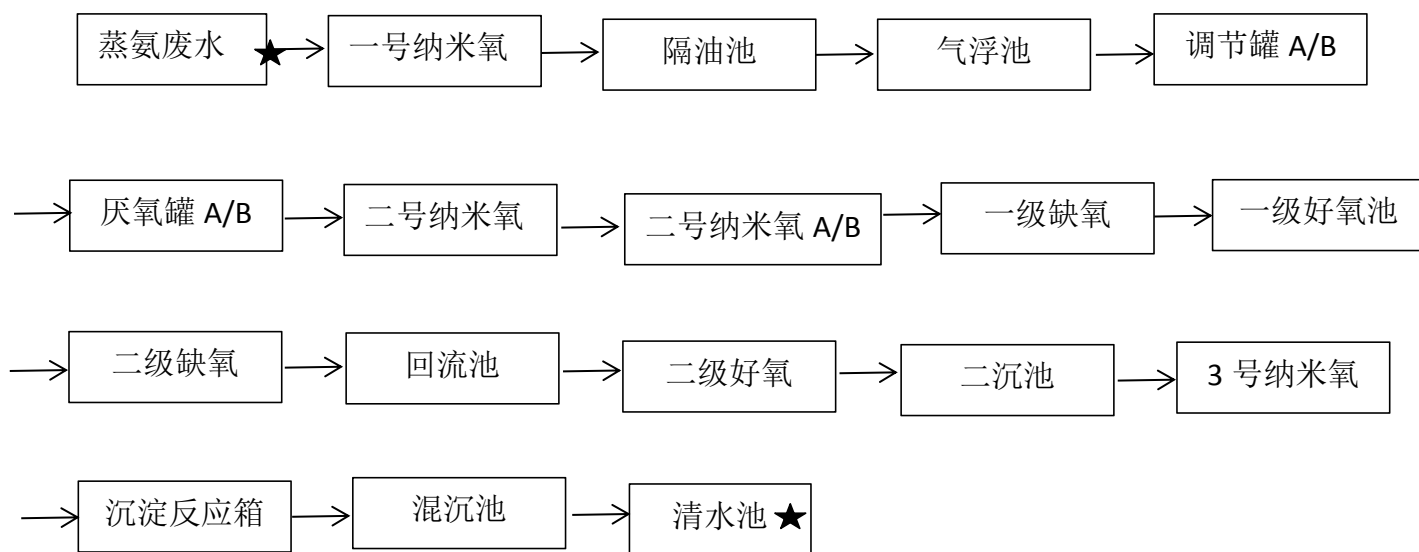 蒸氨废水★ 一号纳米氧 隔油池 气浮池 调节罐 A/B
厌氧罐 A/B 二号纳米氧 二号纳米氧 A/B 一级缺氧 一级好氧池
二级缺氧 回流池 二级好氧 二沉池 3 号纳米氧
沉淀反应箱 混沉池 清水池★